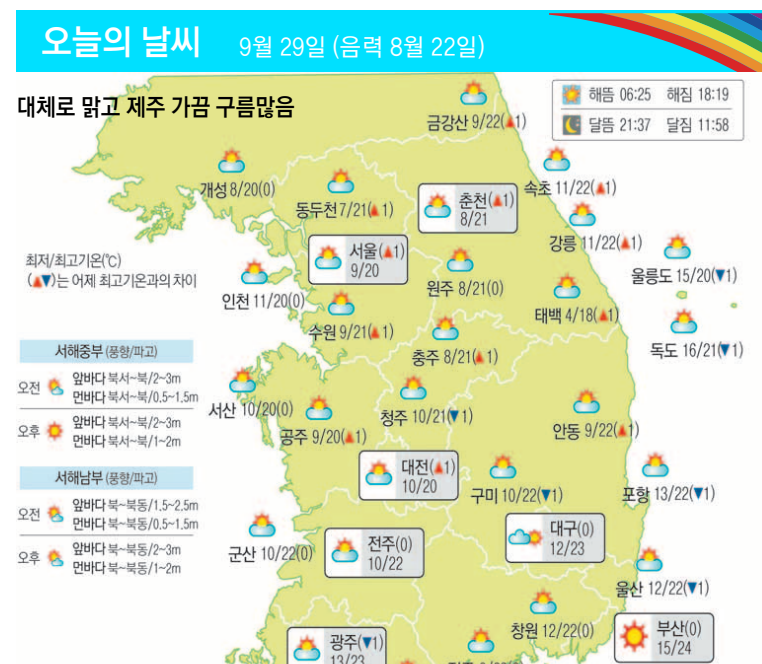 오늘의 날씨 9월 29일 (음력 8월 22일)
대체로 맑고 제주 가끔 구름많음
해뜸 06:25 해짐 18:19
달뜸 21:37 달짐 11:58
금강산 9/22(▲1)
개성 8/20(0)
동두천 7/21(▲1)
춘천(▲1)
8/21
속초 11/22(▲1)
강릉 11/22(▲1)
서울(▲1)
9/20
최저/최고기온(℃)
(▲▼)는 어제 최고기온과의 차이
울릉도 15/20(▼1)
인천 11/20(0)
원주 8/21(0)
태백 4/18(▲1)
수원 9/21(▲1)
독도 16/21(▼1)
충주 8/21(▲1)
서해중부 (풍향/파고)
오전 앞바다 북서~북/2~3m
먼바다 북서~북/0.5~1.5m
오후 앞바다 북서~북/2~3m
먼바다 북서~북/1~2m
서산 10/20(0)
청주 10/21(▼1)
공주 9/20(▲1)
안동 9/22(▲1)
대전(▲1)
10/20
구미 10/22(▼1)
포항 13/22(▼1)
서해남부 (풍향/파고)
오전 앞바다 북~북동/1.5~2.5m
먼바다 북~북동/0.5~1.5m
오후 앞바다 북~북동/2~3m
먼바다 북~북동/1~2m
군산 10/22(0)
전주(0)
10/22
대구(0)
12/23
울산 12/22(▼1)
창원 12/22(0)
부산(0)
15/24
광주(▼1)
13/23